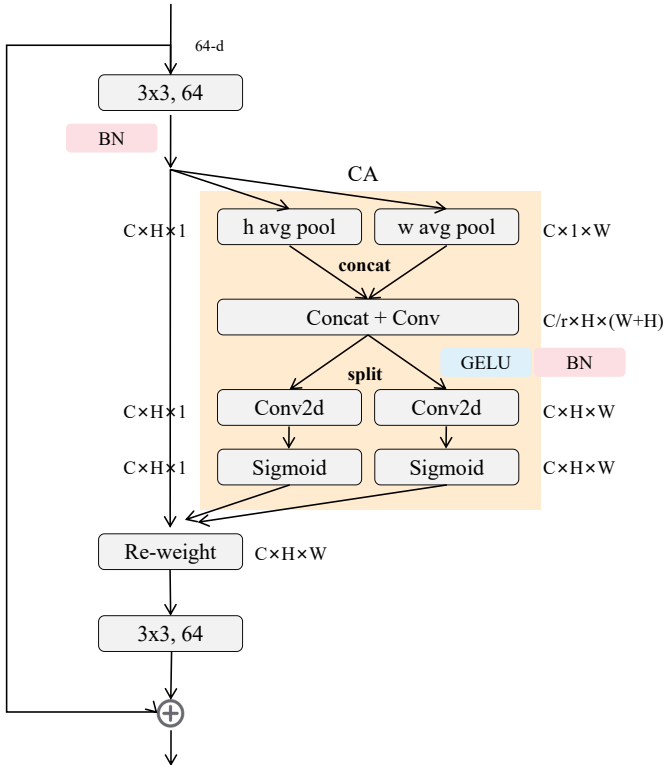 64-d
3x3, 64
BN
CA
C×H×1
h avg pool
w avg pool
C×1×W
concat
Concat + Conv
C/r×H×(W+H)
GELU
BN
split
C×H×1
Conv2d
Conv2d
C×H×W
C×H×1
Sigmoid
Sigmoid
C×H×W
Re-weight
C×H×W
3x3, 64